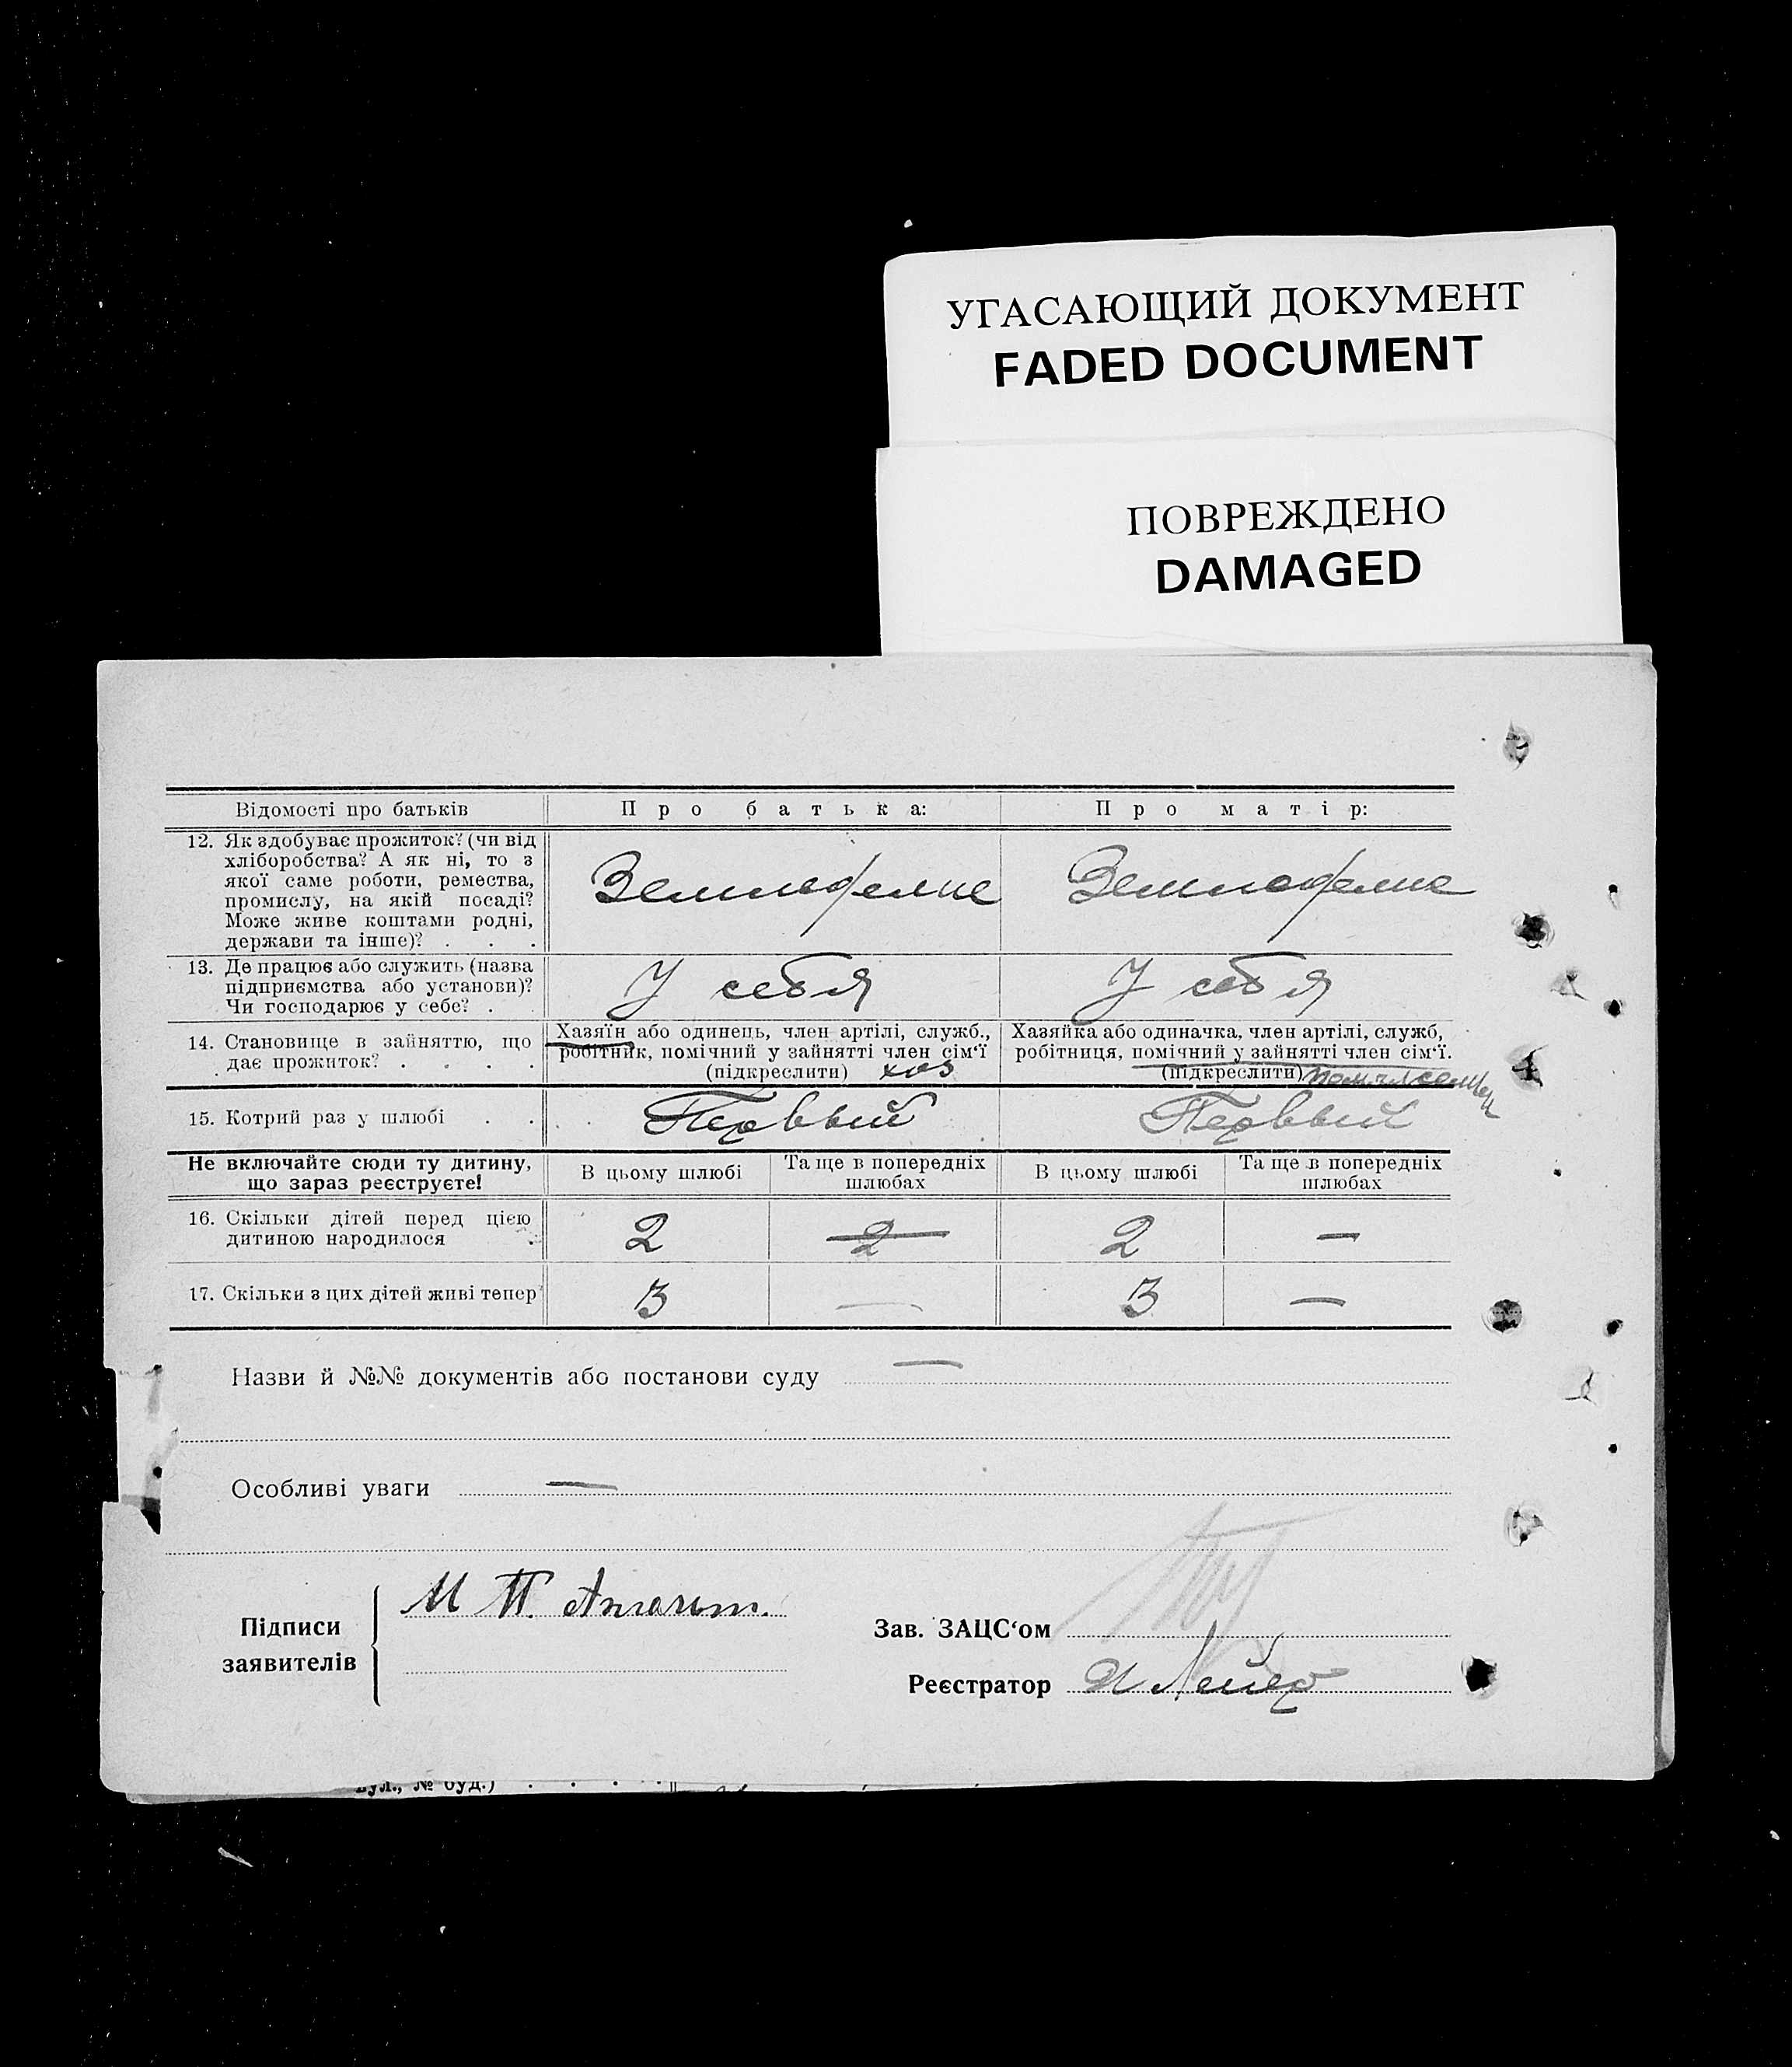 УГАСАЮЩИЙ ДОКУМЕНТ
FADED DOCUMENT
ПОВРЕЖДЕНО
DAMAGED
Відомості про батьків
Про батька:
Про матір:
12. Як здобуває прожиток? (чи від
хліборобства? А як ні, то з
якої саме роботи, ремества,
промислу, на якій посаді?
Може живе коштами родні,
держави та інше)? . . .
Земледелие
Земледелие
13. Де працює або служить (назва
підприємства або установи)?
Чи господарює у себе? .
У себя
У себя
14. Становище в зайняттю, що
дає прожиток? . . . .
Хазяїн або одинець, член артілі, служб.,
робітник, помічний у зайнятті член сім‘ї
(підкреслити) хоз
Хазяйка або одиначка, член артілі, служб,
робітниця, помічний у зайнятті член сім‘ї.
(підкреслити)
15. Котрий раз у шлюбі . .
Первый
Первый
Не включайте сюди ту дитину,
що зараз реєструєте!
В цьому шлюбі
Та ще в попередніх
шлюбах
В цьому шлюбі
Та ще в попередніх
шлюбах
16. Скільки дітей перед цією
дитиною народилося .
2
2
2
—
17. Скільки з цих дітей живі тепер
3
—
3
—
Назви й №№ документів або постанови суду —
Особливі уваги —
Підписи
заявителів
М П.
Зав. ЗАЦС‘ом
Реєстратор
вул., № буд.) . . . .